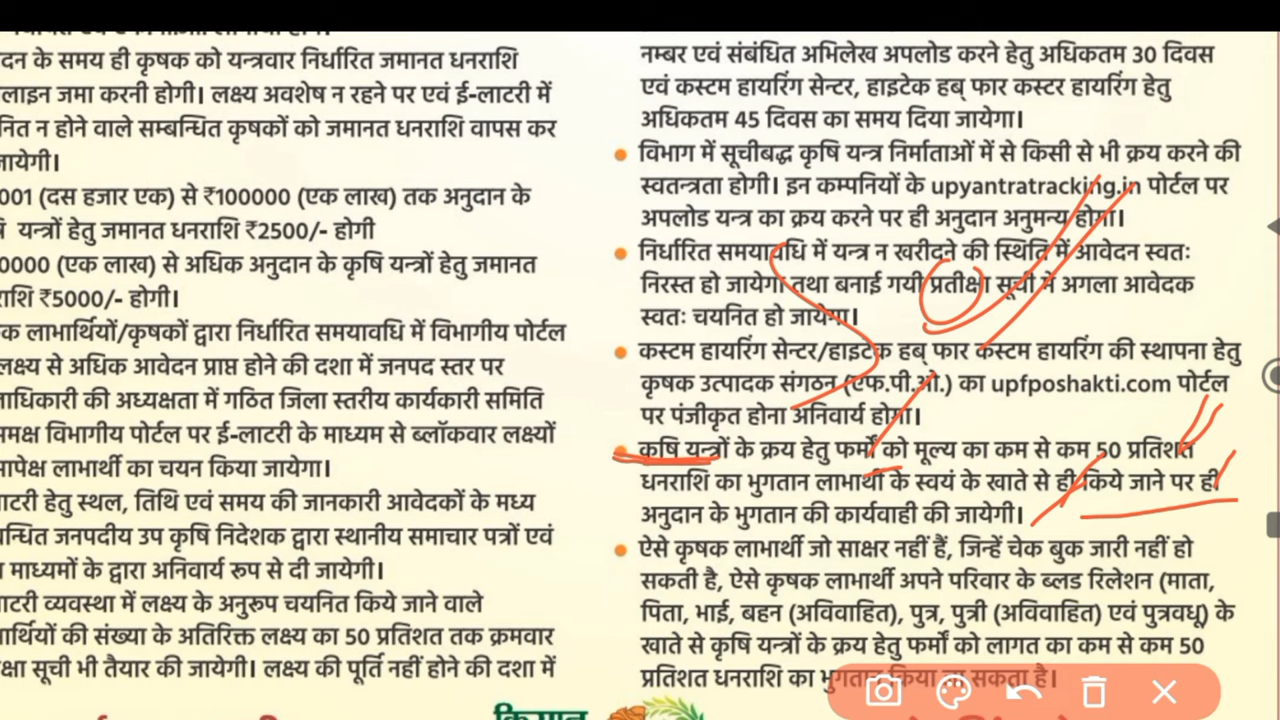 दन के समय ही कृषक को यन्त्रवार निर्धारित जमानत धनराशि
लाइन जमा करनी होगी। लक्ष्य अवशेष न रहने पर एवं ई-लाटरी में
नित न होने वाले सम्बन्धित कृषकों को जमानत धनराशि वापस कर
जायेगी।
001 (दस हजार एक) से ₹100000 (एक लाख) तक अनुदान के
यन्त्रों हेतु जमानत धनराशि ₹2500/- होगी
0000 (एक लाख) से अधिक अनुदान के कृषि यन्त्रों हेतु जमानत
राशि ₹5000/- होगी।
क लाभार्थियों/कृषकों द्वारा निर्धारित समयावधि में विभागीय पोर्टल
लक्ष्य से अधिक आवेदन प्राप्त होने की दशा में जनपद स्तर पर
लाधिकारी की अध्यक्षता में गठित जिला स्तरीय कार्यकारी समिति
समक्ष विभागीय पोर्टल पर ई-लाटरी के माध्यम से ब्लॉकवार लक्ष्यों
सापेक्ष लाभार्थी का चयन किया जायेगा।
लाटरी हेतु स्थल, तिथि एवं समय की जानकारी आवेदकों के मध्य
बन्धित जनपदीय उप कृषि निदेशक द्वारा स्थानीय समाचार पत्रों एवं
माध्यमों के द्वारा अनिवार्य रूप से दी जायेगी।
लाटरी व्यवस्था में लक्ष्य के अनुरूप चयनित किये जाने वाले
भार्थियों की संख्या के अतिरिक्त लक्ष्य का 50 प्रतिशत तक क्रमवार
क्षा सूची भी तैयार की जायेगी। लक्ष्य की पूर्ति नहीं होने की दशा में
नम्बर एवं संबंधित अभिलेख अपलोड करने हेतु अधिकतम 30 दिवस
एवं कस्टम हायरिंग सेन्टर, हाइटेक हब् फार कस्टर हायरिंग हेतु
अधिकतम 45 दिवस का समय दिया जायेगा।
विभाग में सूचीबद्ध कृषि यन्त्र निर्माताओं में से किसी से भी क्रय करने की
स्वतन्त्रता होगी। इन कम्पनियों के upyantratracking.in पोर्टल पर
अपलोड यन्त्र का क्रय करने पर ही अनुदान अनुमन्य होगा।
निर्धारित समयावधि में यन्त्र न खरीदने की स्थिति में आवेदन स्वतः
निरस्त हो जायेगा तथा बनाई गयी प्रतीक्षा सूची में अगला आवेदक
स्वतः चयनित हो जायेगा।
कस्टम हायरिंग सेन्टर/हाइटेक हब् फार कस्टम हायरिंग की स्थापना हेतु
कृषक उत्पादक संगठन (एफ.पी.ओ.) का upfposhakti.com पोर्टल
पर पंजीकृत होना अनिवार्य होगा।
कृषि यन्त्रों के क्रय हेतु फर्मों को मूल्य का कम से कम 50 प्रतिशत
धनराशि का भुगतान लाभार्थी के स्वयं के खाते से ही किये जाने पर ही
अनुदान के भुगतान की कार्यवाही की जायेगी।
ऐसे कृषक लाभार्थी जो साक्षर नहीं हैं, जिन्हें चेक बुक जारी नहीं हो
सकती है, ऐसे कृषक लाभार्थी अपने परिवार के ब्लड रिलेशन (माता,
पिता, भाई, बहन (अविवाहित), पुत्र, पुत्री (अविवाहित) एवं पुत्रवधू) के
खाते से कृषि यन्त्रों के क्रय हेतु फर्मों को लागत का कम से कम 50
प्रतिशत धनराशि का भुगतान किया जा सकता है।
किसान